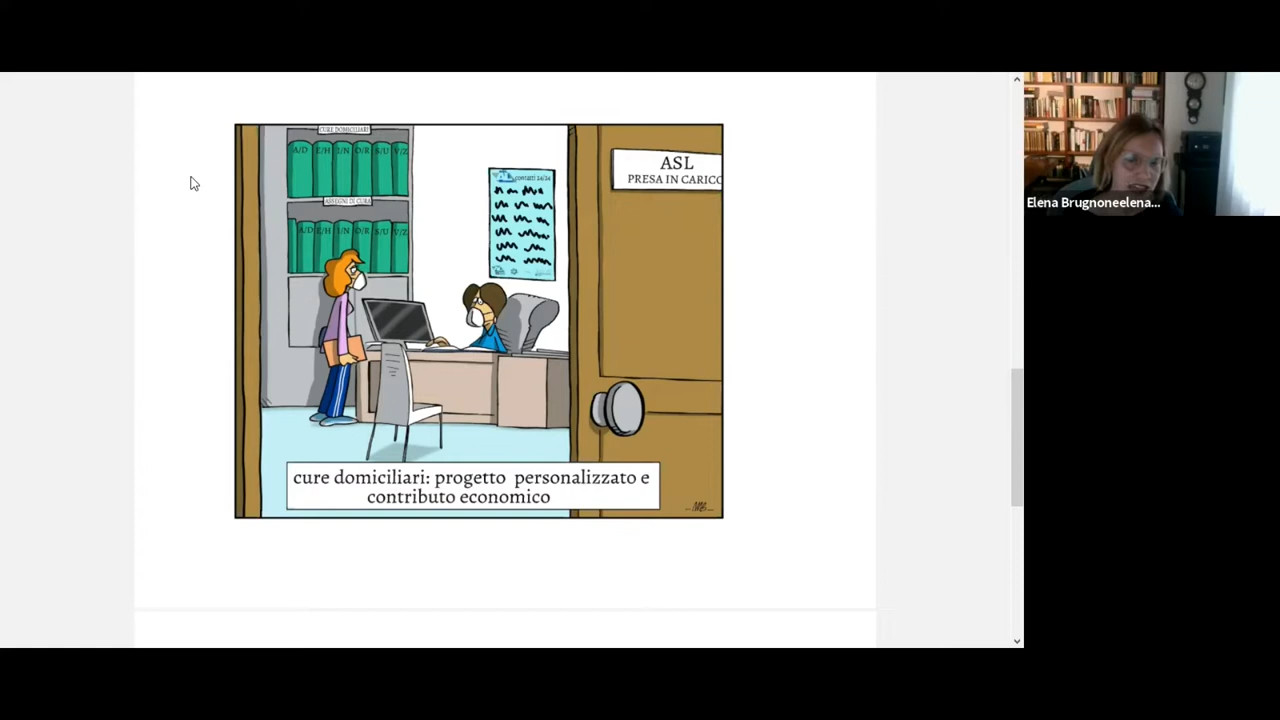 CURE DOMICILIARI
A/D E/H I/N O/R S/U V/Z
ASSEGNI DI CURA
A/D E/H I/N O/R S/U V/Z
contatti 24/24
ASL
PRESA IN CARICO
cure domiciliari: progetto personalizzato e
contributo economico
Elena Brugnoneelena...